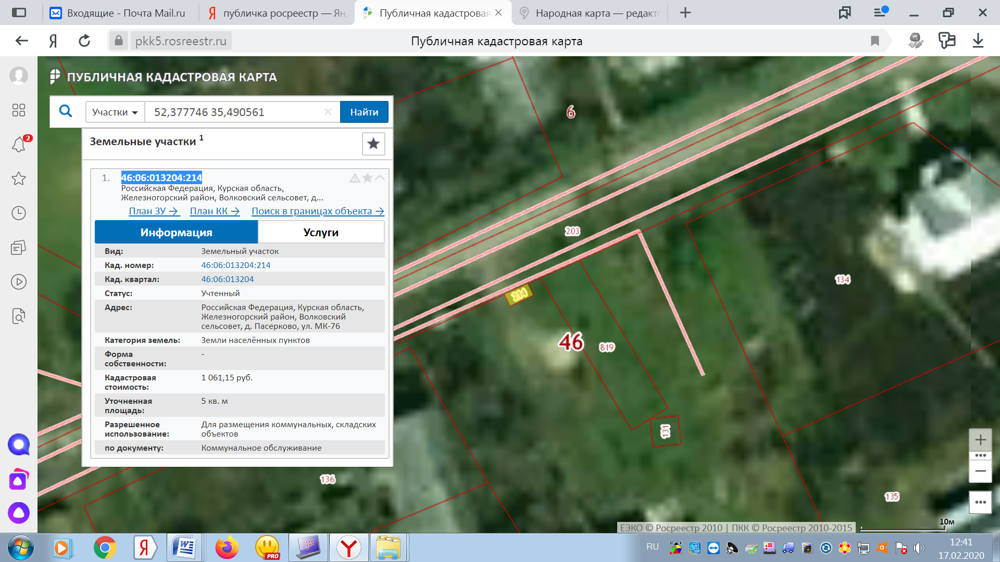 Входящие - Почта Mail.ru
публичка росреестр — Ян
Публичная кадастровая
Народная карта — редакто
pkk5.rosreestr.ru
Публичная кадастровая карта
ПУБЛИЧНАЯ КАДАСТРОВАЯ КАРТА
Участки
52,377746 35,490561
Найти
Земельные участки 1
2
1. 46:06:013204:214
Российская Федерация, Курская область,
Железногорский район, Волковский сельсовет, д...
План ЗУ → План КК → Поиск в границах объекта →
Информация
Услуги
Вид: Земельный участок
Кад. номер: 46:06:013204:214
Кад. квартал: 46:06:013204
Статус: Учтенный
Адрес: Российская Федерация, Курская область,
Железногорский район, Волковский
сельсовет, д. Пасерково, ул. МК-76
Категория земель: Земли населённых пунктов
Форма
собственности: -
Кадастровая
стоимость: 1 061,15 руб.
Уточненная
площадь: 5 кв. м
Разрешенное
использование: Для размещения коммунальных, складских
объектов
по документу: Коммунальное обслуживание
6
203
214
134
46
819
131
136
135
10м
ЕЭКО © Росреестр 2010 | ПКК © Росреестр 2010-2015
PRO
RU
12:41
17.02.2020